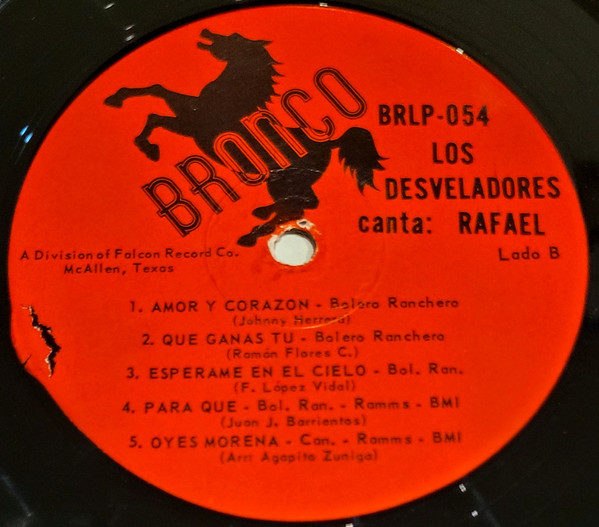 BRONCO
BRLP-054
LOS
DESVELADORES
canta: RAFAEL
Lado B
A Division of Falcon Record Co.
McAllen, Texas
1. AMOR Y CORAZON - Bolero Ranchero
(Johnny Herrera)
2. QUE GANAS TU - Bolero Ranchero
(Ramón Flores C.)
3. ESPERAME EN EL CIELO - Bol. Ran.
(F. López Vidal)
4. PARA QUE - Bol. Ran. - Ramms - BMI
(Juan J. Barrientos)
5. OYES MORENA - Can. - Ramms - BMI
(Arr: Agapito Zuniga)